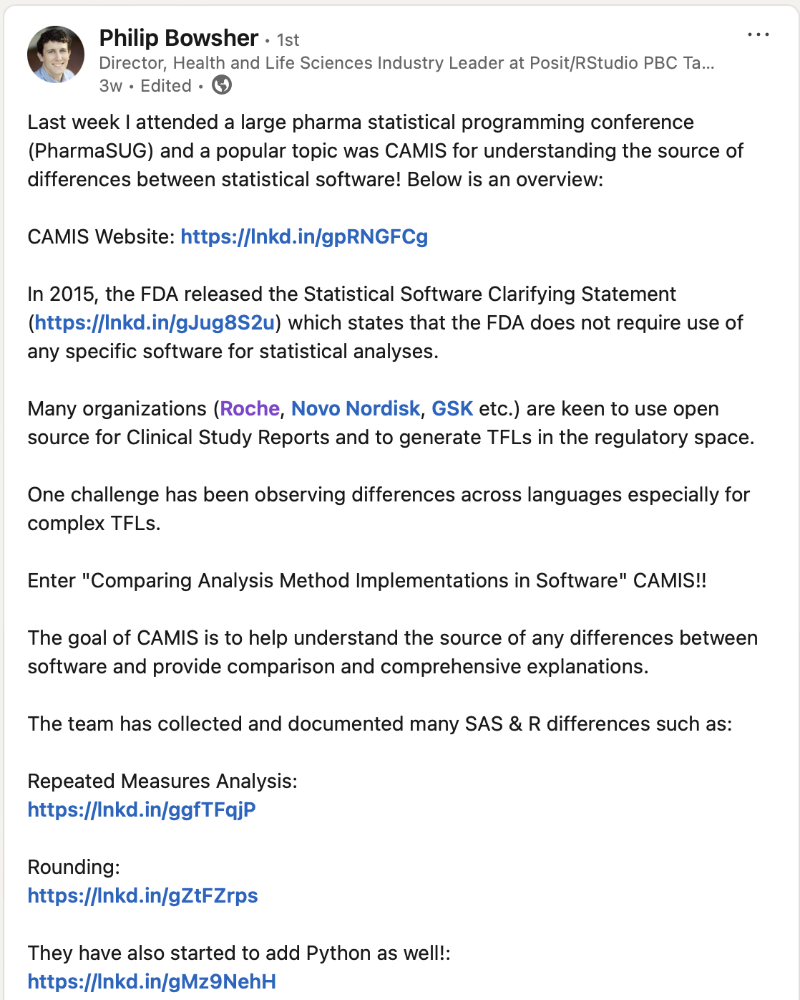 Philip Bowsher • 1st
Director, Health and Life Sciences Industry Leader at Posit/RStudio PBC Ta...
3w • Edited •
Last week I attended a large pharma statistical programming conference
(PharmaSUG) and a popular topic was CAMIS for understanding the source of
differences between statistical software! Below is an overview:
CAMIS Website: https://lnkd.in/gpRNGFCg
In 2015, the FDA released the Statistical Software Clarifying Statement
(https://lnkd.in/gJug8S2u) which states that the FDA does not require use of
any specific software for statistical analyses.
Many organizations (Roche, Novo Nordisk, GSK etc.) are keen to use open
source for Clinical Study Reports and to generate TFLs in the regulatory space.
One challenge has been observing differences across languages especially for
complex TFLs.
Enter "Comparing Analysis Method Implementations in Software" CAMIS!!
The goal of CAMIS is to help understand the source of any differences between
software and provide comparison and comprehensive explanations.
The team has collected and documented many SAS & R differences such as:
Repeated Measures Analysis:
https://lnkd.in/ggfTFqjP
Rounding:
https://lnkd.in/gZtFZrps
They have also started to add Python as well!:
https://lnkd.in/gMz9NehH